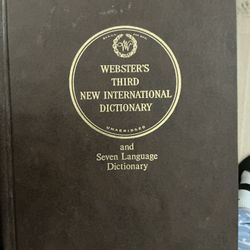 W
WEBSTER'S
THIRD
NEW INTERNATIONAL
DICTIONARY
UNABRIDGED
and
Seven Language
Dictionary